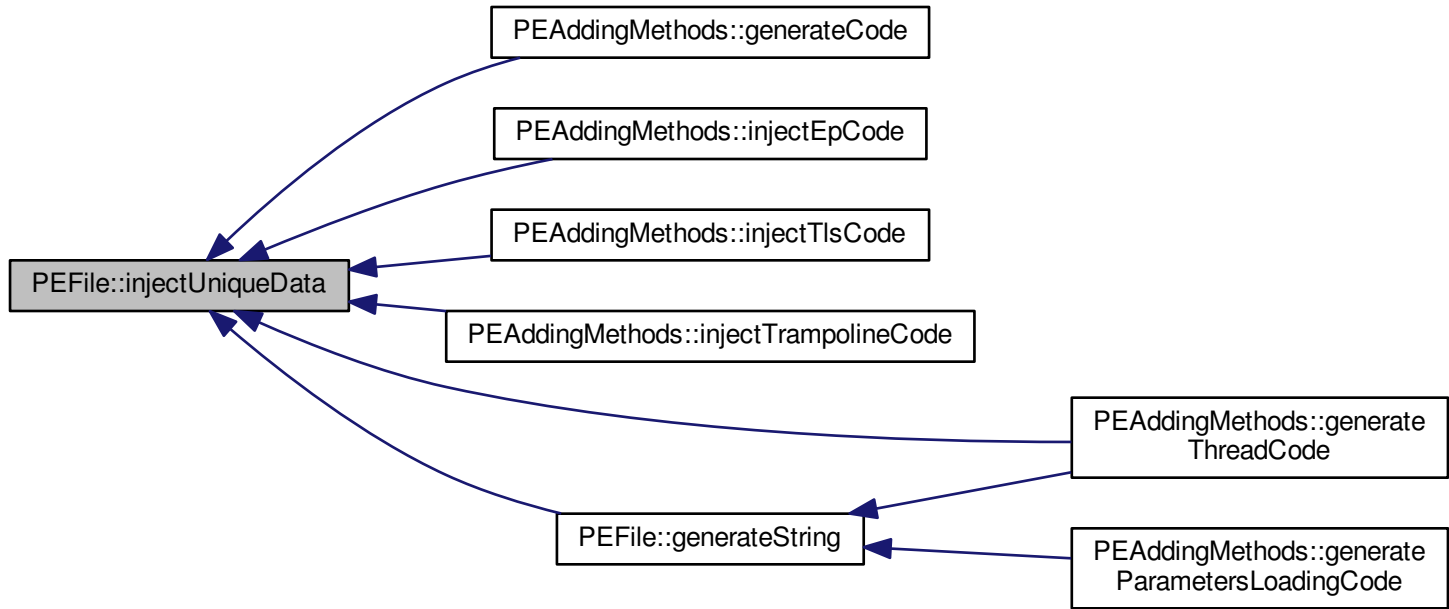 PEAddingMethods::generateCode
PEAddingMethods::injectEpCode
PEAddingMethods::injectTlsCode
PEFile::injectUniqueData
PEAddingMethods::injectTrampolineCode
PEAddingMethods::generate
ThreadCode
PEFile::generateString
PEAddingMethods::generate
ParametersLoadingCode